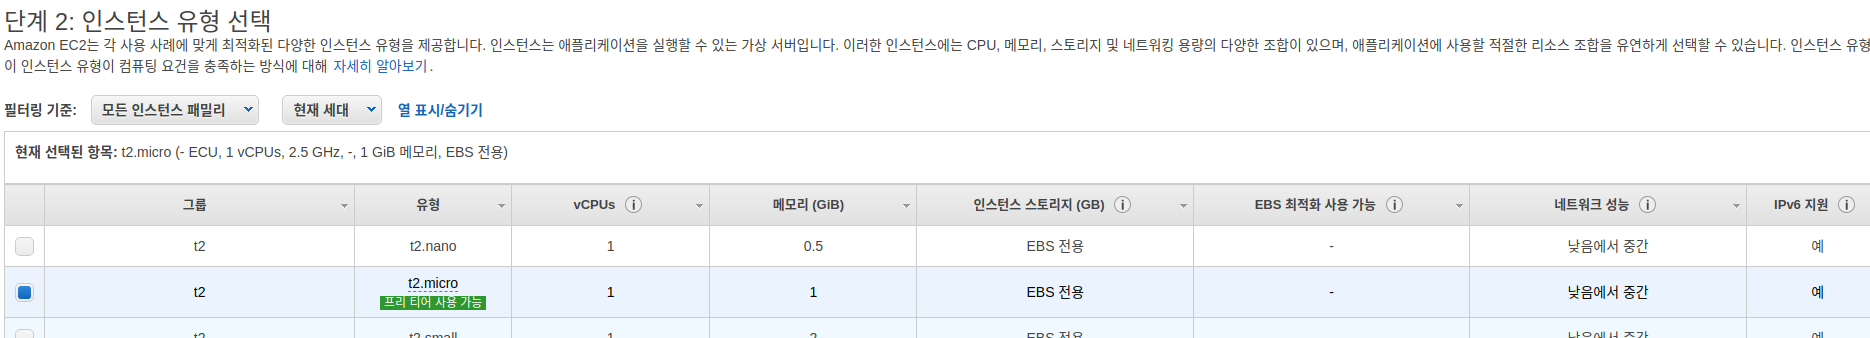 단계 2: 인스턴스 유형 선택
Amazon EC2는 각 사용 사례에 맞게 최적화된 다양한 인스턴스 유형을 제공합니다. 인스턴스는 애플리케이션을 실행할 수 있는 가상 서버입니다. 이러한 인스턴스에는 CPU, 메모리, 스토리지 및 네트워킹 용량의 다양한 조합이 있으며, 애플리케이션에 사용할 적절한 리소스 조합을 유연하게 선택할 수 있습니다. 인스턴스 유형
이 인스턴스 유형이 컴퓨팅 요건을 충족하는 방식에 대해 자세히 알아보기.
필터링 기준: 모든 인스턴스 패밀리 현재 세대 열 표시/숨기기
현재 선택된 항목: t2.micro (- ECU, 1 vCPUs, 2.5 GHz, -, 1 GiB 메모리, EBS 전용)
그룹 유형 vCPUs 메모리 (GiB) 인스턴스 스토리지 (GB) EBS 최적화 사용 가능 네트워크 성능 IPv6 지원
t2 t2.nano 1 0.5 EBS 전용 - 낮음에서 중간 예
t2 t2.micro 1 1 EBS 전용 - 낮음에서 중간 예
프리 티어 사용 가능
t2 t2.small 1 2 EBS 전용 낮음에서 중간 예